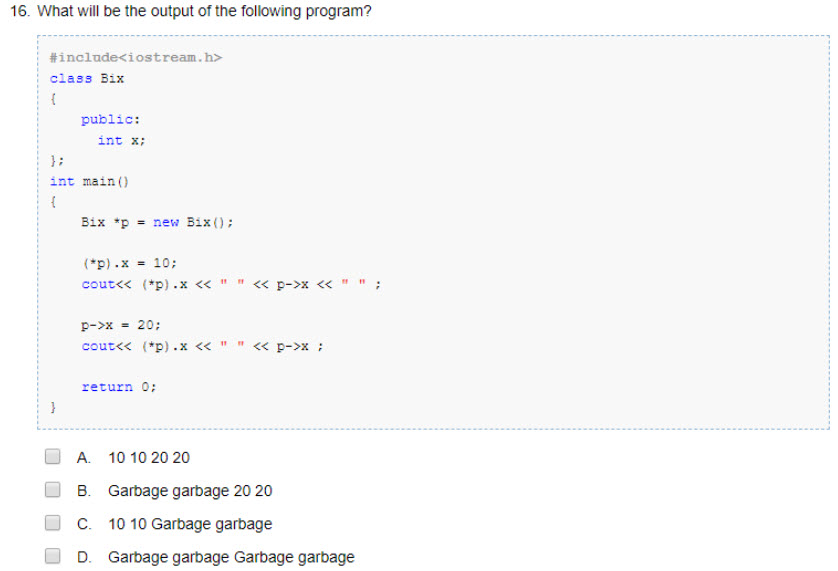 16. What will be the output of the following program?
#include<iostream.h>
class Bix
{
public:
int x;
};
int main()
{
Bix *p = new Bix();
(*p).x = 10;
cout<< (*p).x << " " << p->x << " " ;
p->x = 20;
cout<< (*p).x << " " << p->x ;
return 0;
}
A. 10 10 20 20
B. Garbage garbage 20 20
C. 10 10 Garbage garbage
D. Garbage garbage Garbage garbage